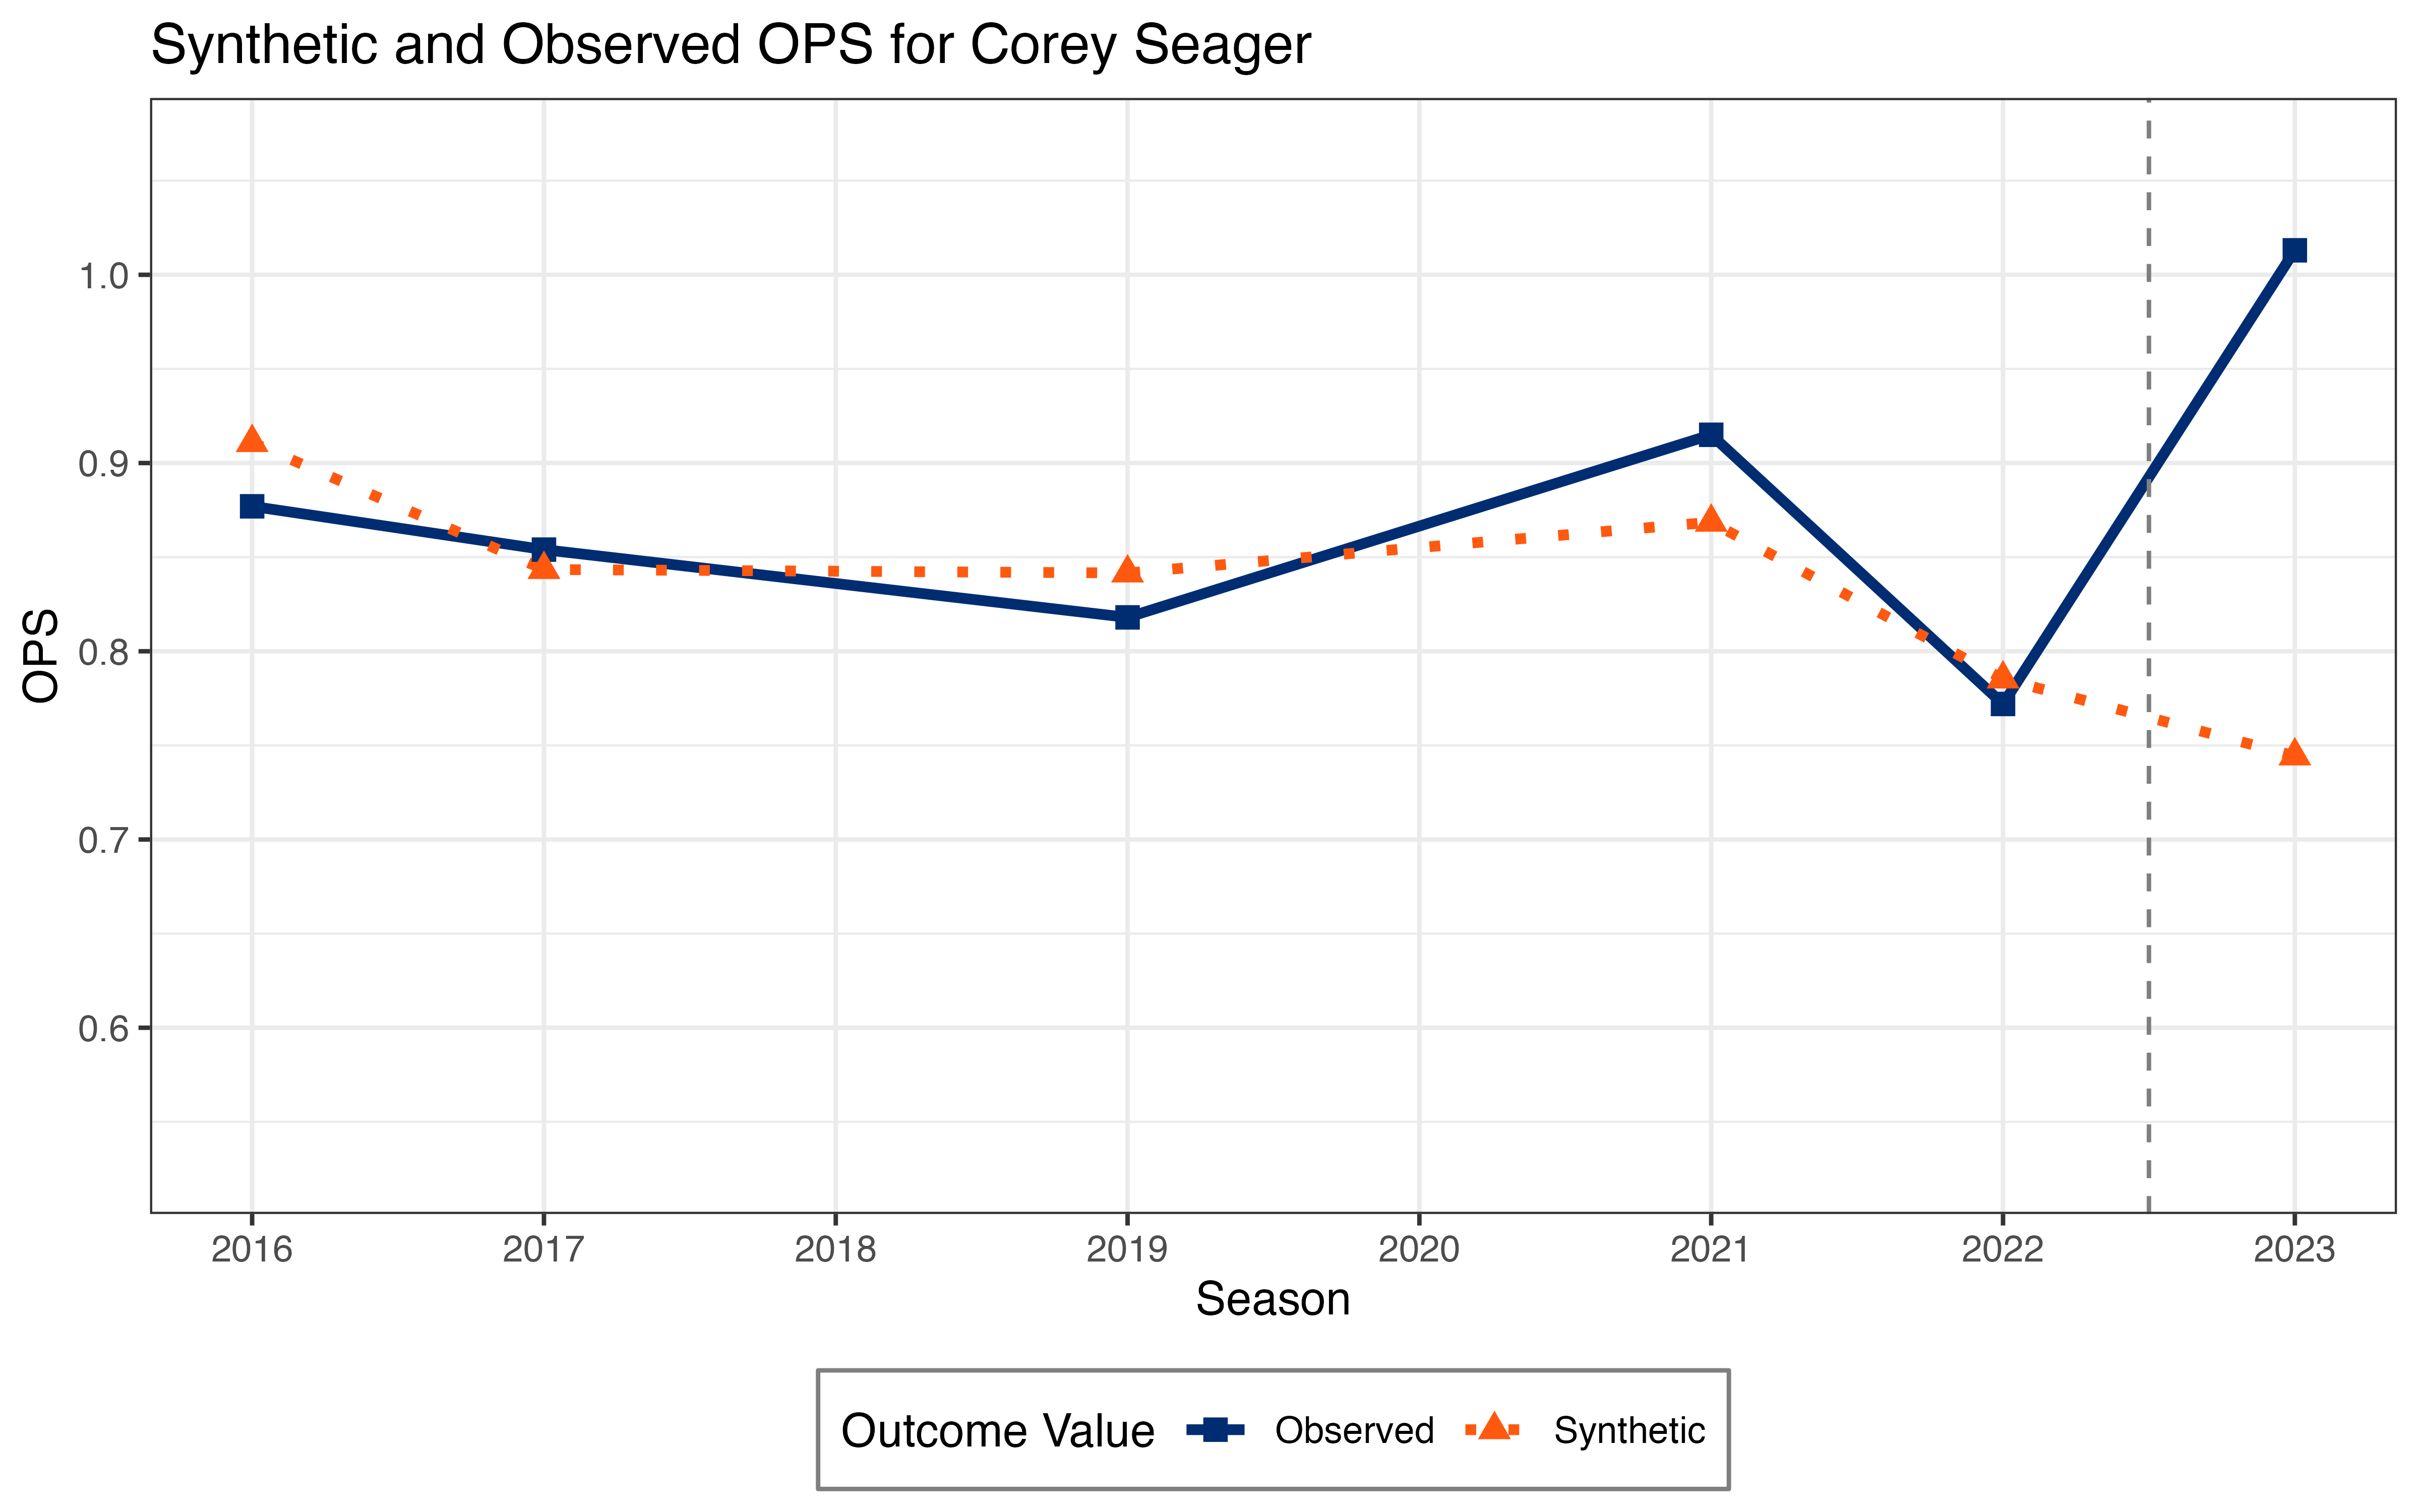 Synthetic and Observed OPS for Corey Seager
OPS
1.0
0.9
0.8
0.7
0.6
2016 2017 2018 2019 2020 2021 2022 2023
Season
Outcome Value Observed Synthetic